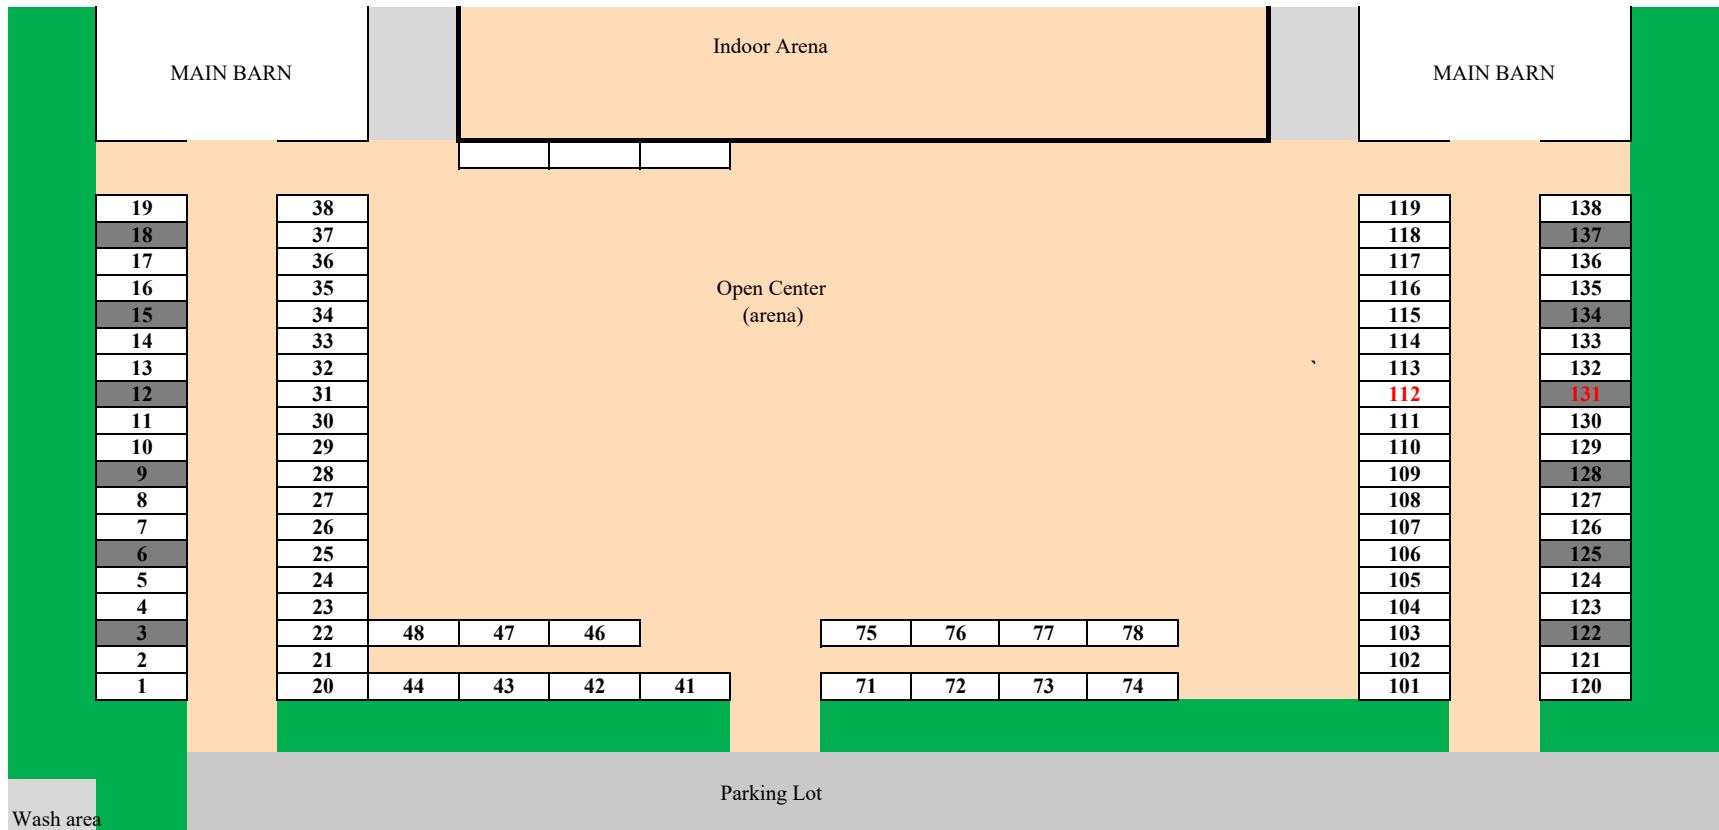 Indoor Arena
MAIN BARN MAIN BARN
19 38 119 138
18 37 118 137
17 36 117 136
16 35 Open Center 116 135
15 34 (arena) 115 134
14 33 114 133
13 32 ` 113 132
12 31 112 131
11 30 111 130
10 29 110 129
9 28 109 128
8 27 108 127
7 26 107 126
6 25 106 125
5 24 105 124
4 23 104 123
3 22 48 47 46 75 76 77 78 103 122
2 21 102 121
1 20 44 43 42 41 71 72 73 74 101 120
Parking Lot
Wash area